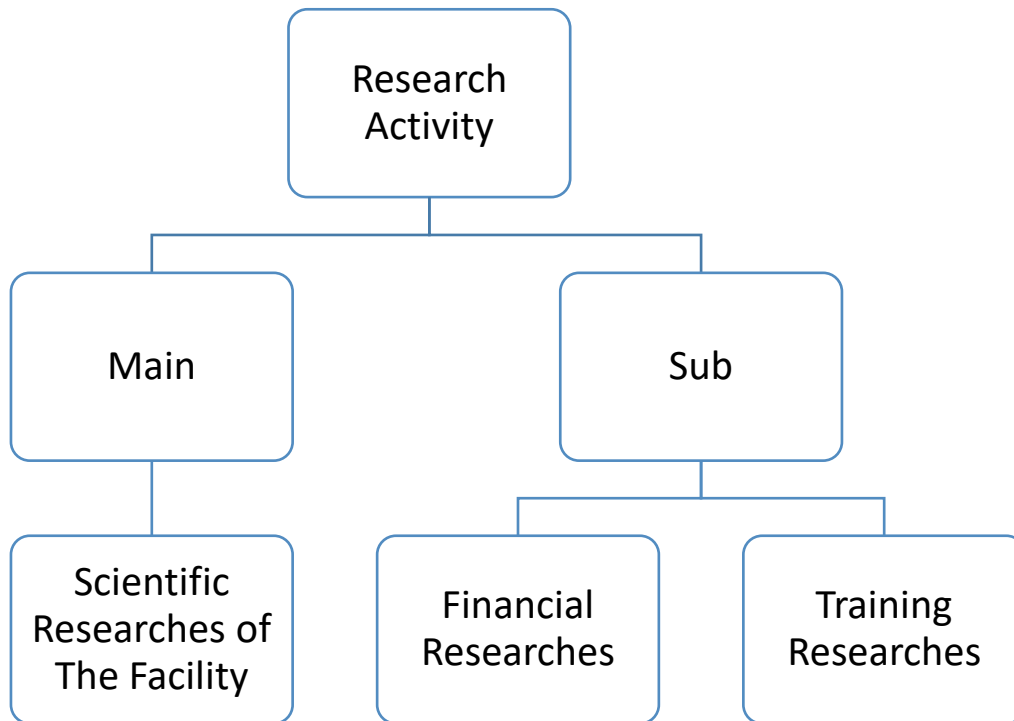 Research
Activity
Main
Sub
Scientific
Researches of
The Facility
Financial
Researches
Training
Researches